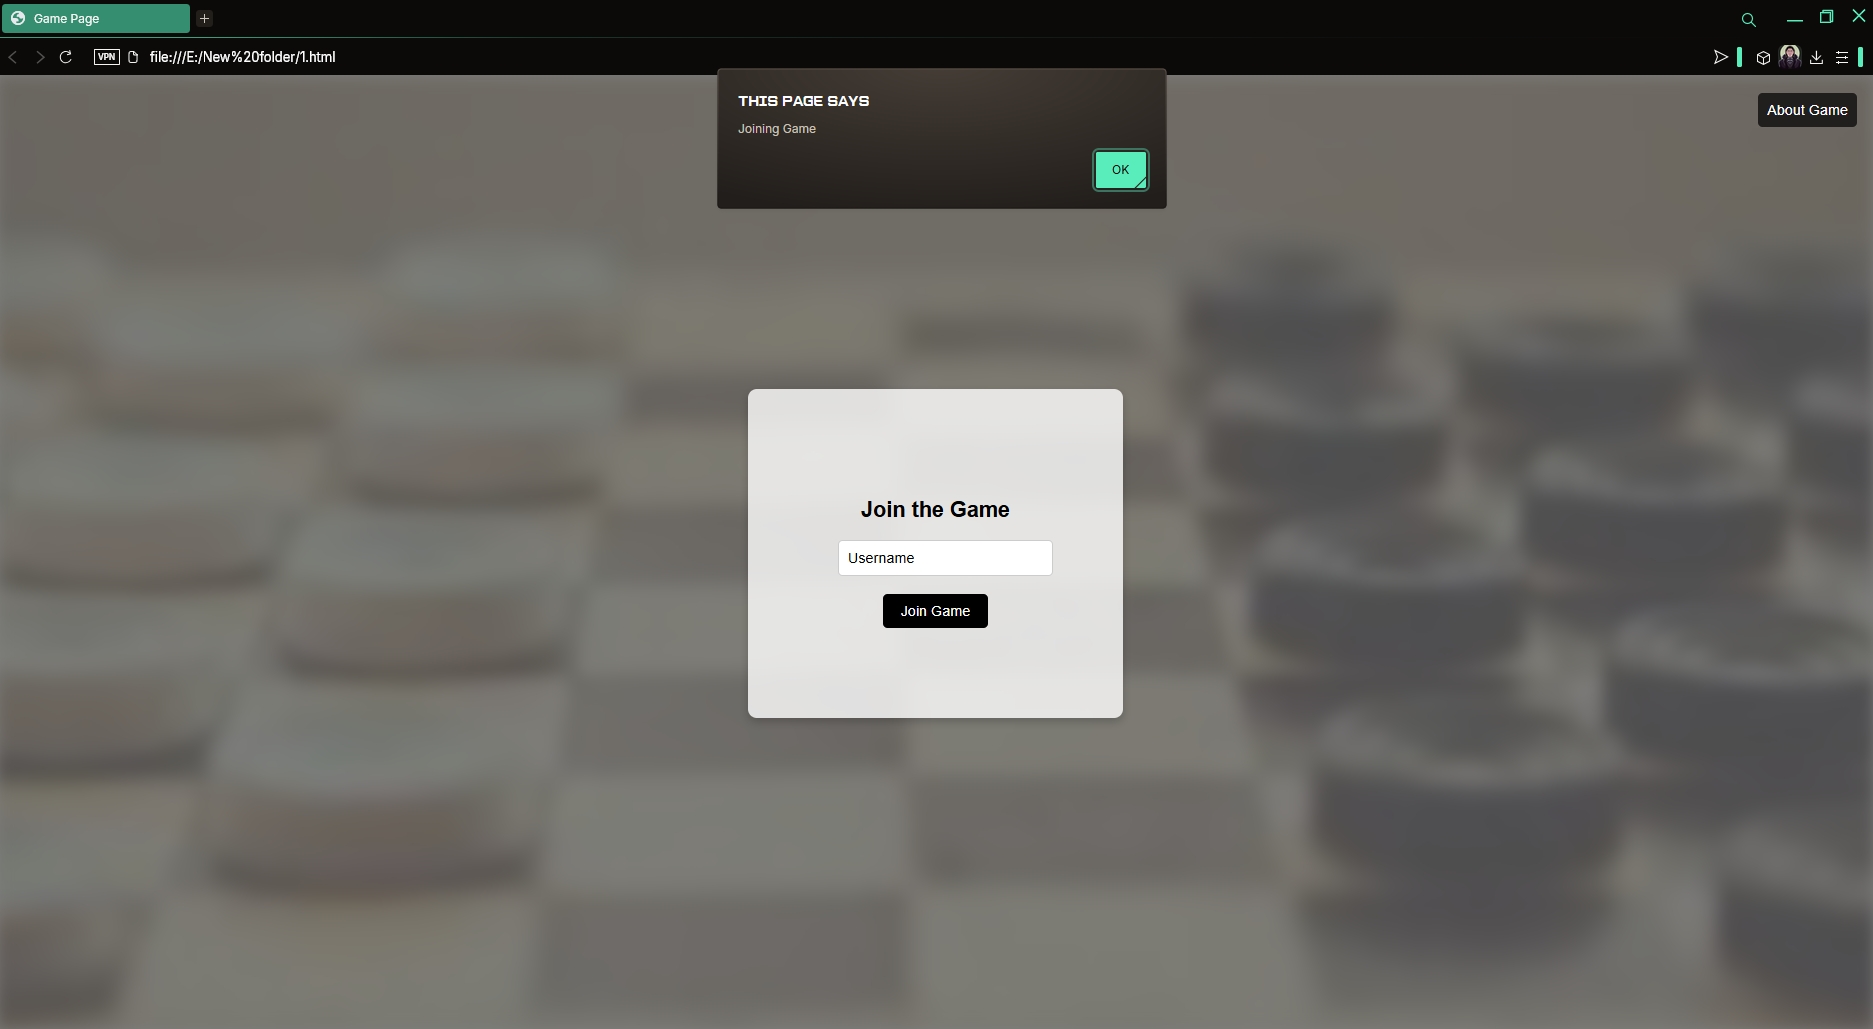 Game Page
VPN
file:///E:/New%20folder/1.html
THIS PAGE SAYS
Joining Game
OK
About Game
Join the Game
Username
Join Game